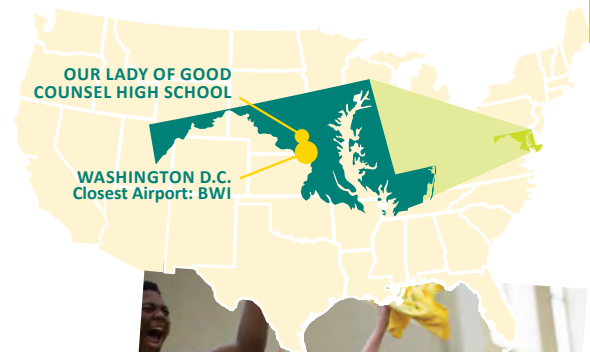 OUR LADY OF GOOD
COUNSEL HIGH SCHOOL
WASHINGTON D.C.
Closest Airport: BWI